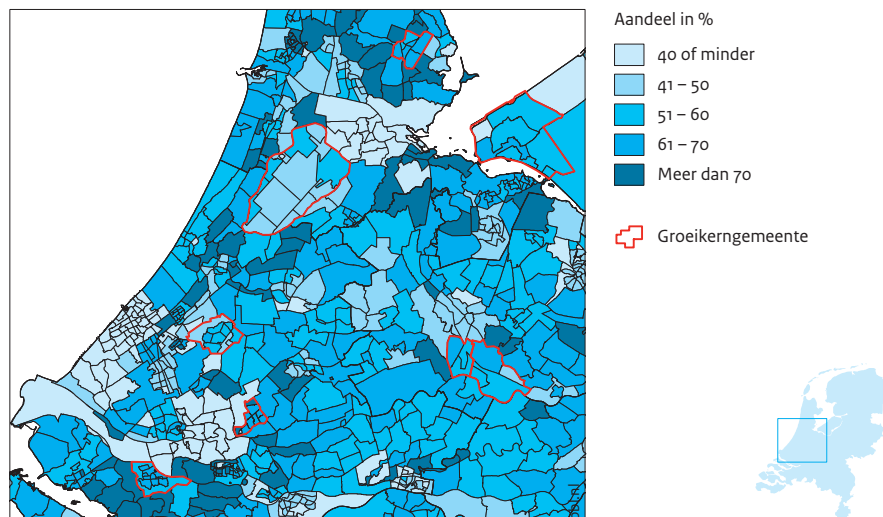 Aandeel in %
40 of minder
41 – 50
51 – 60
61 – 70
Meer dan 70
Groeikerngemeente